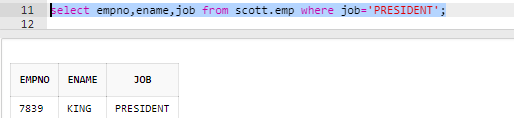 11 select empno,ename,job from scott.emp where job='PRESIDENT';
12
EMPNO ENAME JOB
7839 KING PRESIDENT